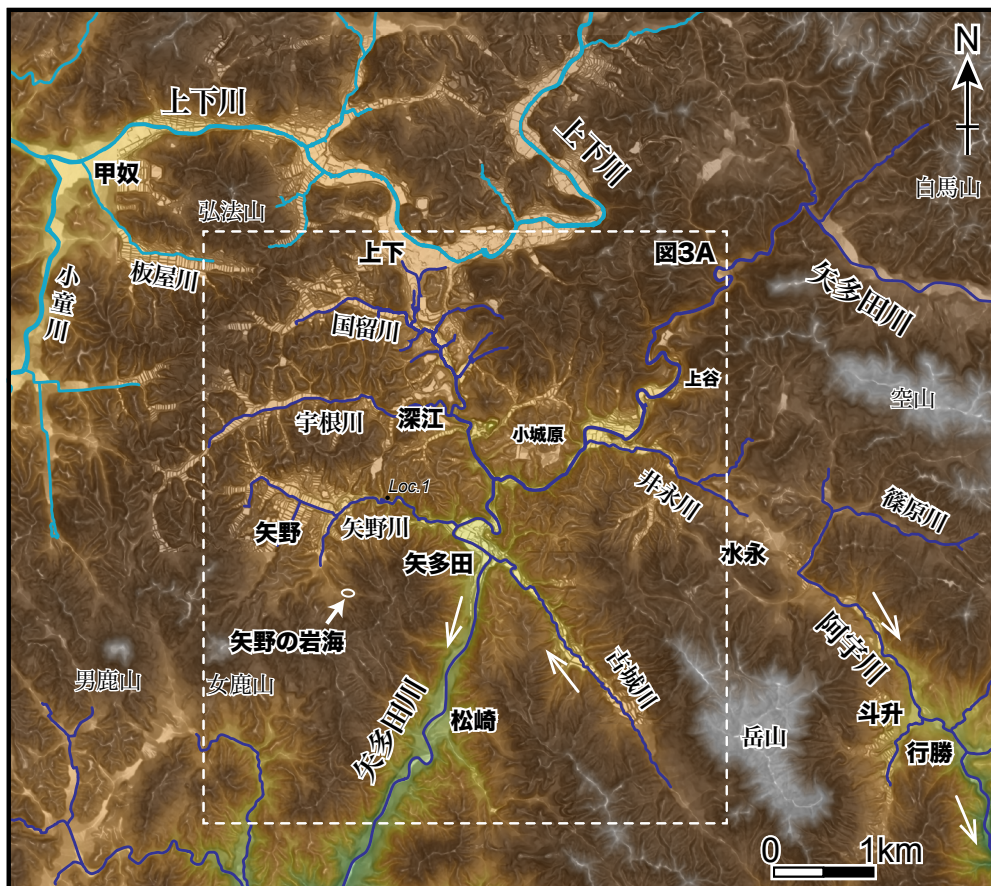 N
上下川
上下川
甲奴
白馬山
弘法山
上下
図3A
板屋川
小童川
矢多田川
国留川
上谷
空山
宇根川
深江
小城原
Loc.1
井永川
篠原川
矢野
矢野川
水永
矢多田
矢野の岩海
阿字川
古城川
男鹿山
女鹿山
矢多田川
松崎
岳山
斗升
行勝
0
1km